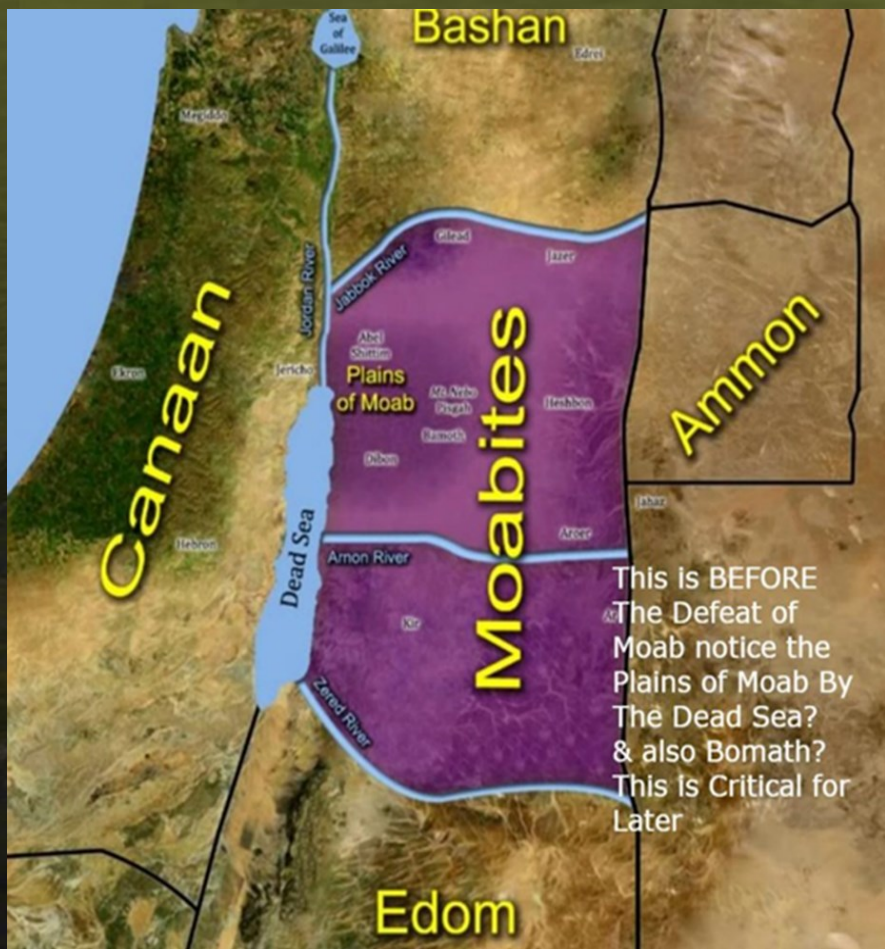 Sea
of
Galilee
Bashan
Edrei
Megiddo
Gilead
Jazer
Jordan River
Jabbok River
Canaan
Moabites
Ammon
Abel
Shittim
Jericho
Plains
of Moab
Ekron
Mt. Nebo
Pisgah
Heshbon
Bamoth
Dibon
Jahaz
Dead Sea
Hebron
Aroer
Arnon River
Kir
This is BEFORE
The Defeat of
Moab notice the
Plains of Moab By
The Dead Sea?
& also Bomath?
This is Critical for
Later
Zered River
Edom